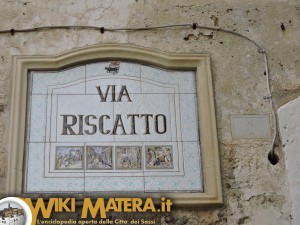 VIA
RISCATTO
WIKI MATERA.it
L'enciclopedia aperta della Città dei Sassi